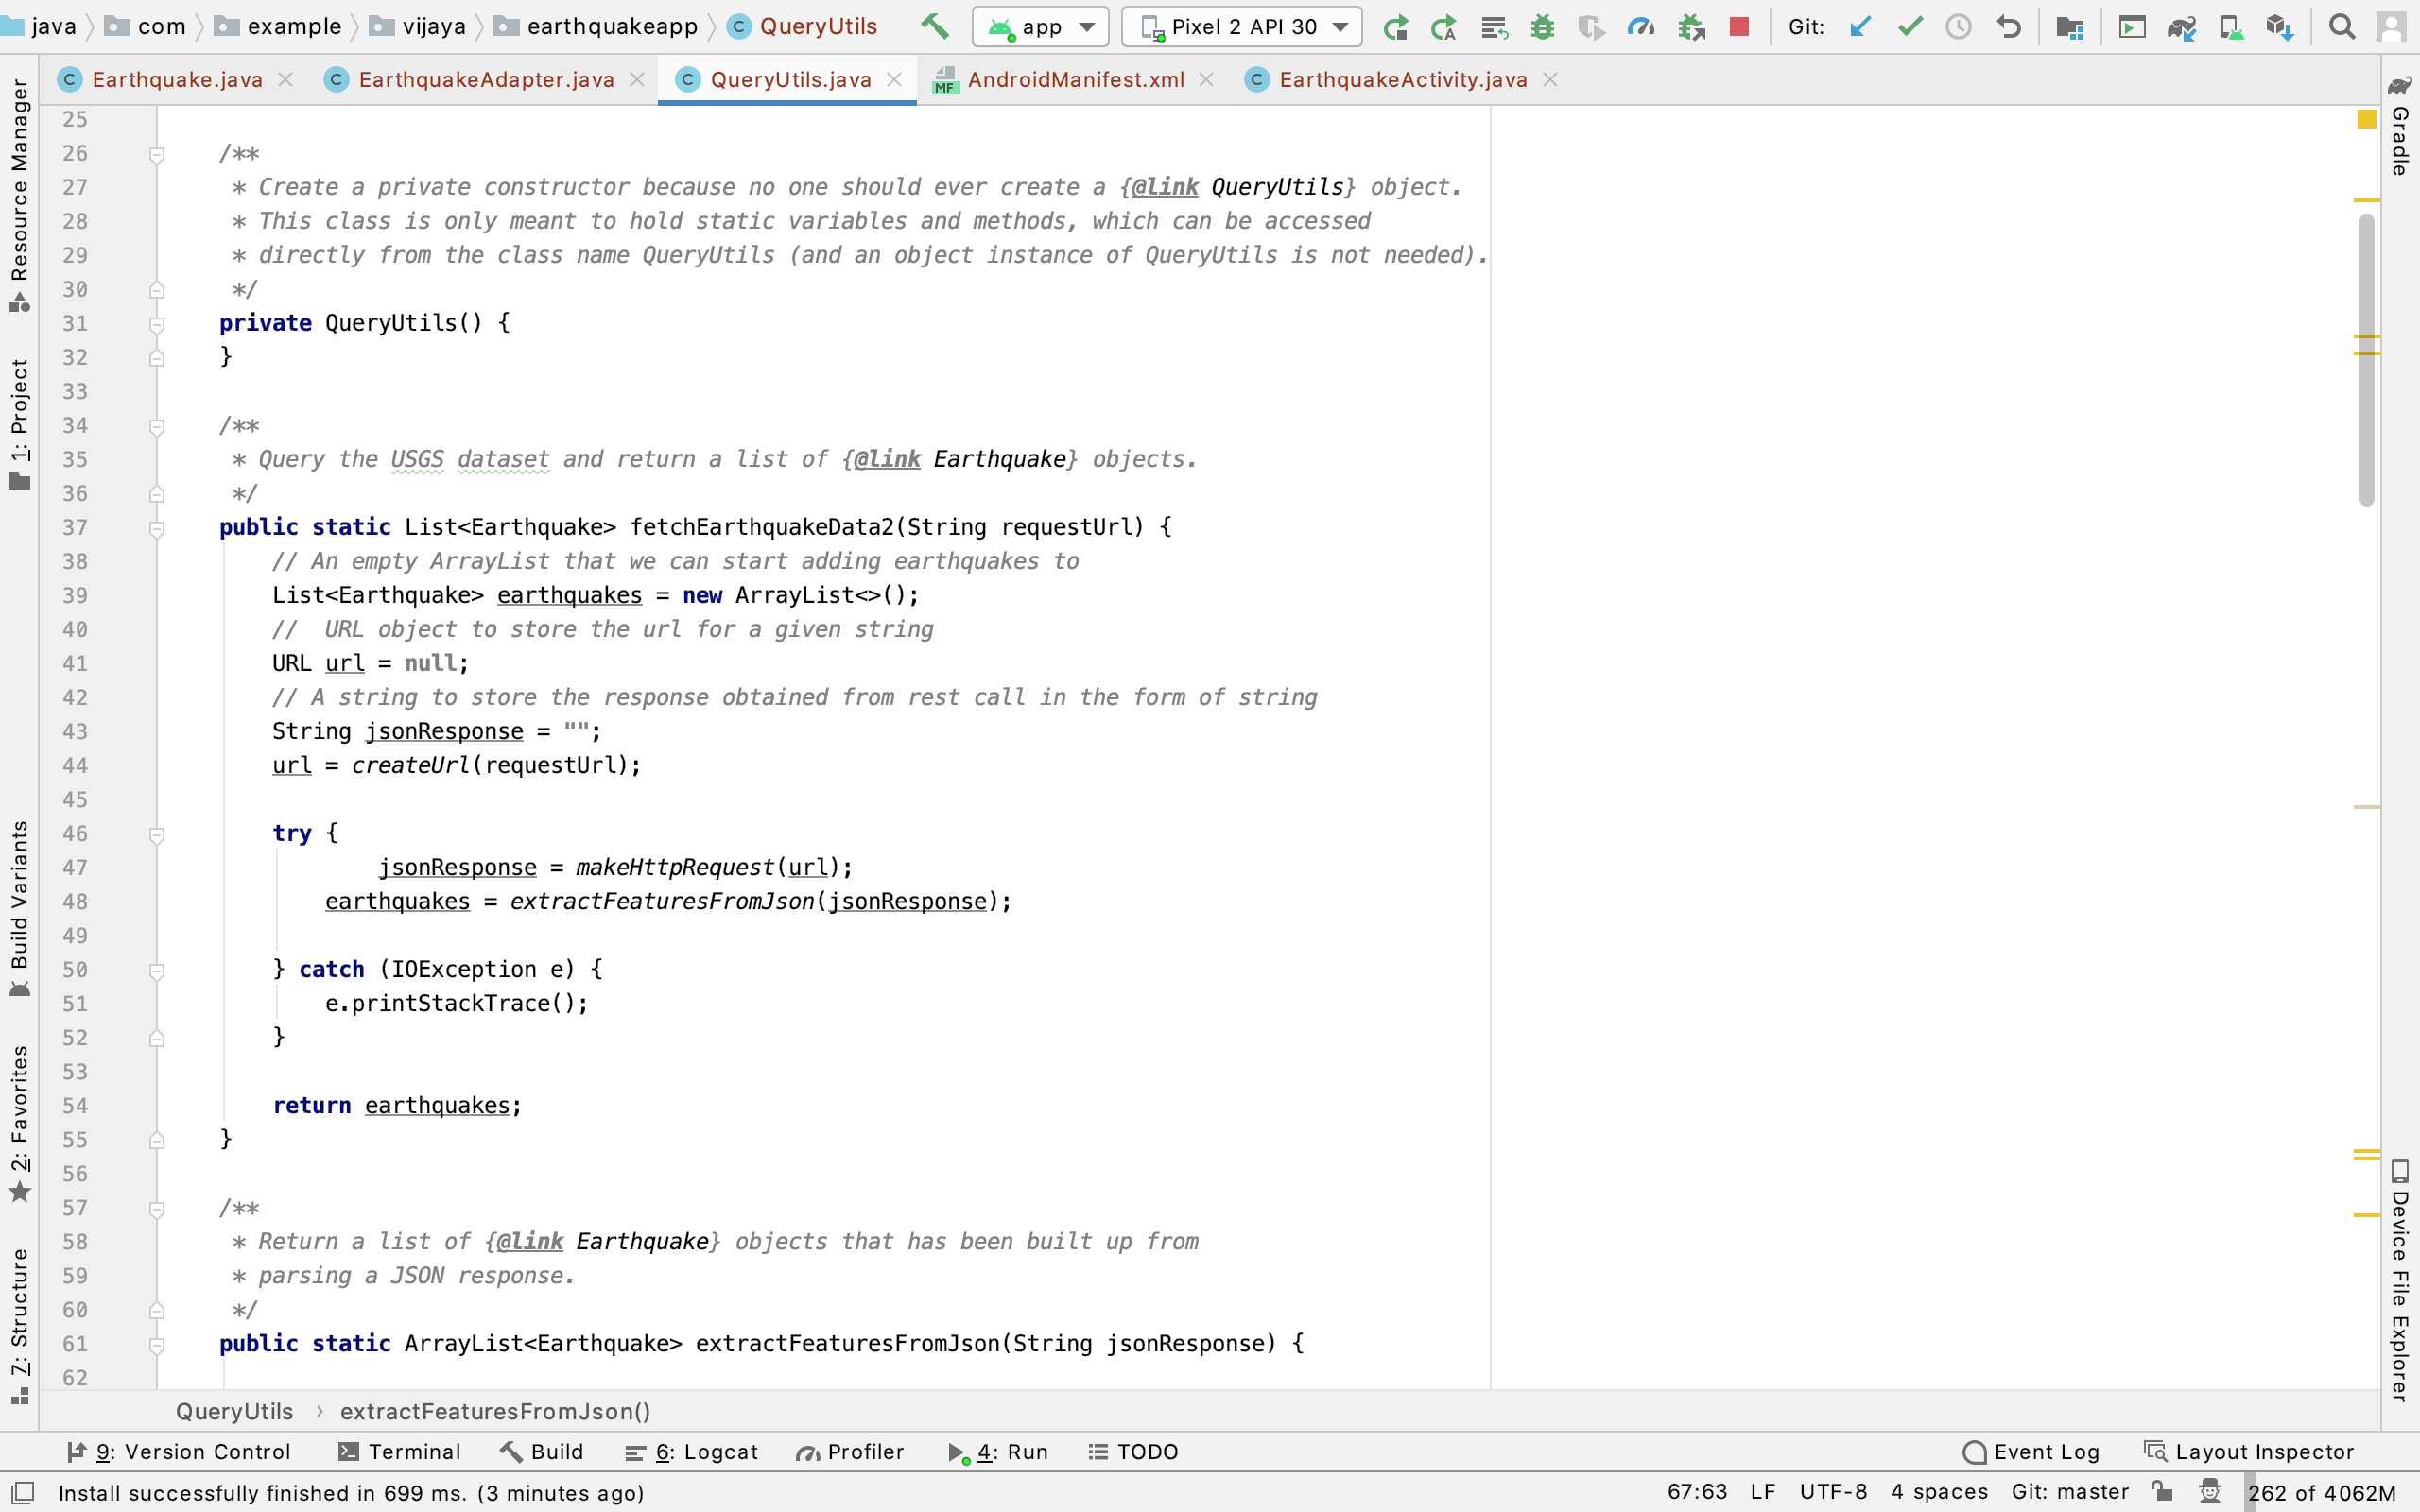 java com example vijaya earthquakeapp QueryUtils app Pixel 2 API 30 Git:
Earthquake.java EarthquakeAdapter.java QueryUtils.java AndroidManifest.xml EarthquakeActivity.java
Resource Manager
1: Project
Build Variants
2: Favorites
7: Structure
25
26 /**
27 * Create a private constructor because no one should ever create a {@link QueryUtils} object.
28 * This class is only meant to hold static variables and methods, which can be accessed
29 * directly from the class name QueryUtils (and an object instance of QueryUtils is not needed).
30 */
31 private QueryUtils() {
32 }
33
34 /**
35 * Query the USGS dataset and return a list of {@link Earthquake} objects.
36 */
37 public static List<Earthquake> fetchEarthquakeData2(String requestUrl) {
38 // An empty ArrayList that we can start adding earthquakes to
39 List<Earthquake> earthquakes = new ArrayList<>();
40 //  URL object to store the url for a given string
41 URL url = null;
42 // A string to store the response obtained from rest call in the form of string
43 String jsonResponse = "";
44 url = createUrl(requestUrl);
45
46 try {
47 jsonResponse = makeHttpRequest(url);
48 earthquakes = extractFeaturesFromJson(jsonResponse);
49
50 } catch (IOException e) {
51 e.printStackTrace();
52 }
53
54 return earthquakes;
55 }
56
57 /**
58 * Return a list of {@link Earthquake} objects that has been built up from
59 * parsing a JSON response.
60 */
61 public static ArrayList<Earthquake> extractFeaturesFromJson(String jsonResponse) {
62
Gradle
Device File Explorer
QueryUtils › extractFeaturesFromJson()
9: Version Control Terminal Build 6: Logcat Profiler 4: Run TODO Event Log Layout Inspector
Install successfully finished in 699 ms. (3 minutes ago) 67:63 LF UTF-8 4 spaces Git: master 262 of 4062M